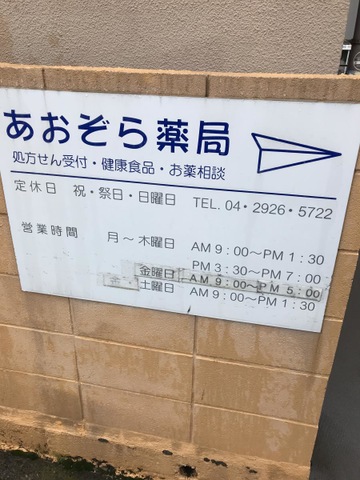 あおぞら薬局
処方せん受付・健康食品・お薬相談
定休日 祝・祭日・日曜日 TEL. 04・2926・5722
営業時間 月～木曜日 AM 9：00～PM 1：30
PM 3：30～PM 7：00
金曜日 AM 9：00～PM 5：00
土曜日 AM 9：00～PM 1：30